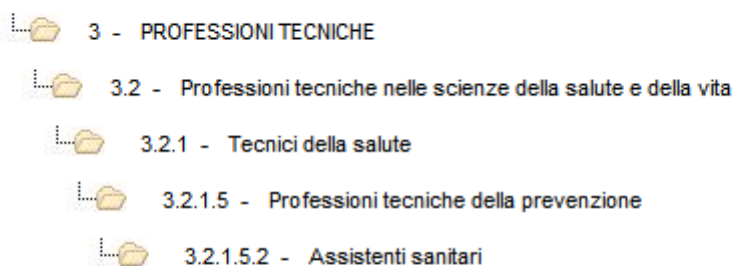 3 - PROFESSIONI TECNICHE
3.2 - Professioni tecniche nelle scienze della salute e della vita
3.2.1 - Tecnici della salute
3.2.1.5 - Professioni tecniche della prevenzione
3.2.1.5.2 - Assistenti sanitari